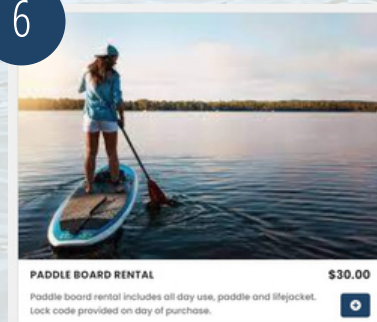 6
PADDLE BOARD RENTAL $30.00
Paddle board rental includes all day use, paddle and lifejacket.
Lock code provided on day of purchase.